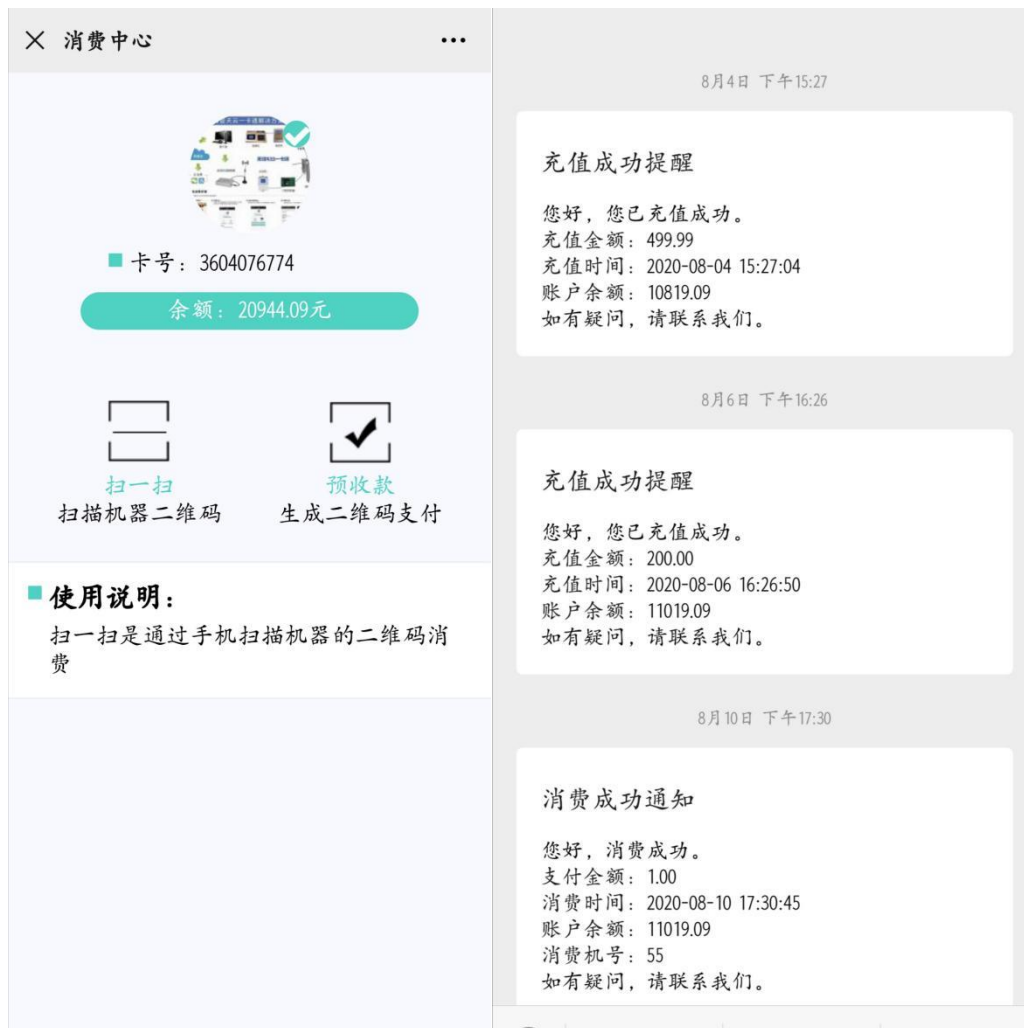 消费中心
卡号：3604076774
余额：20944.09元
扫一扫
扫描机器二维码
预收款
生成二维码支付
使用说明：
扫一扫是通过手机扫描机器的二维码消
费
8月4日 下午15:27
充值成功提醒
您好，您已充值成功。
充值金额：499.99
充值时间：2020-08-04 15:27:04
账户余额：10819.09
如有疑问，请联系我们。
8月6日 下午16:26
充值成功提醒
您好，您已充值成功。
充值金额：200.00
充值时间：2020-08-06 16:26:50
账户余额：11019.09
如有疑问，请联系我们。
8月10日 下午17:30
消费成功通知
您好，消费成功。
支付金额：1.00
消费时间：2020-08-10 17:30:45
账户余额：11019.09
消费机号：55
如有疑问，请联系我们。